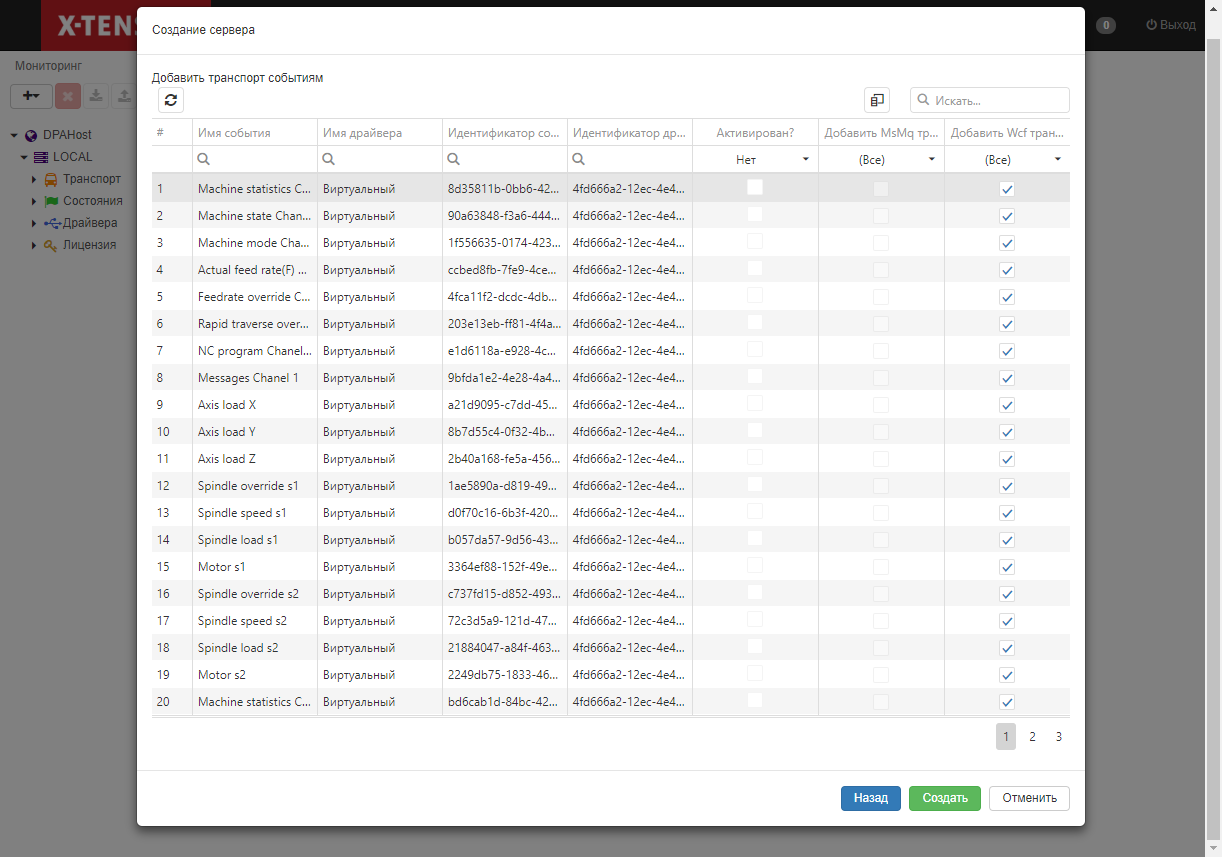 X-TENS
0
Выход
Мониторинг
DPAHost
LOCAL
Транспорт
Состояния
Драйвера
Лицензия
Создание сервера
Добавить транспорт событиям
Искать...
# Имя события Имя драйвера Идентификатор со... Идентификатор др... Активирован? Добавить MsMq тр... Добавить Wcf тран...
Нет (Все) (Все)
1 Machine statistics C... Виртуальный 8d35811b-0bb6-42... 4fd666a2-12ec-4e4...
2 Machine state Chan... Виртуальный 90a63848-f3a6-444... 4fd666a2-12ec-4e4...
3 Machine mode Cha... Виртуальный 1f556635-0174-423... 4fd666a2-12ec-4e4...
4 Actual feed rate(F) ... Виртуальный ccbed8fb-7fe9-4ce... 4fd666a2-12ec-4e4...
5 Feedrate override C... Виртуальный 4fca11f2-dcdc-4db... 4fd666a2-12ec-4e4...
6 Rapid traverse over... Виртуальный 203e13eb-ff81-4f4a... 4fd666a2-12ec-4e4...
7 NC program Chanel... Виртуальный e1d6118a-e928-4c... 4fd666a2-12ec-4e4...
8 Messages Chanel 1 Виртуальный 9bfda1e2-4e28-4a4... 4fd666a2-12ec-4e4...
9 Axis load X Виртуальный a21d9095-c7dd-45... 4fd666a2-12ec-4e4...
10 Axis load Y Виртуальный 8b7d55c4-0f32-4b... 4fd666a2-12ec-4e4...
11 Axis load Z Виртуальный 2b40a168-fe5a-456... 4fd666a2-12ec-4e4...
12 Spindle override s1 Виртуальный 1ae5890a-d819-49... 4fd666a2-12ec-4e4...
13 Spindle speed s1 Виртуальный d0f70c16-6b3f-420... 4fd666a2-12ec-4e4...
14 Spindle load s1 Виртуальный b057da57-9d56-43... 4fd666a2-12ec-4e4...
15 Motor s1 Виртуальный 3364ef88-152f-49e... 4fd666a2-12ec-4e4...
16 Spindle override s2 Виртуальный c737fd15-d852-493... 4fd666a2-12ec-4e4...
17 Spindle speed s2 Виртуальный 72c3d5a9-121d-47... 4fd666a2-12ec-4e4...
18 Spindle load s2 Виртуальный 21884047-a84f-463... 4fd666a2-12ec-4e4...
19 Motor s2 Виртуальный 2249db75-1833-46... 4fd666a2-12ec-4e4...
20 Machine statistics C... Виртуальный bd6cab1d-84bc-42... 4fd666a2-12ec-4e4...
1 2 3
Назад Создать Отменить